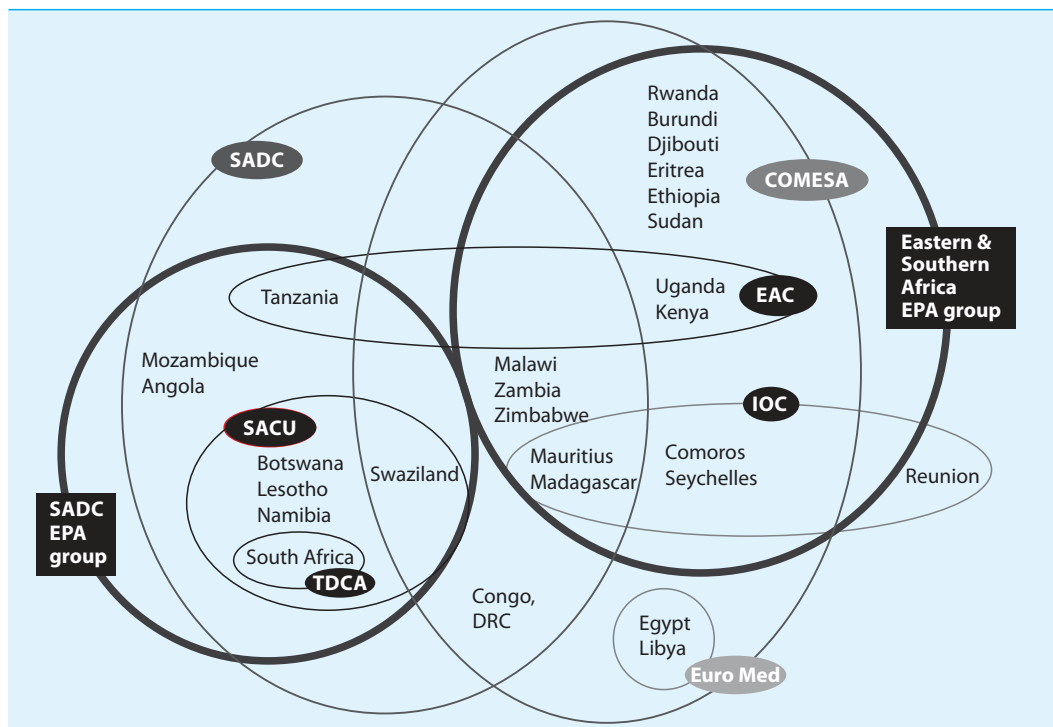 Rwanda
Burundi
Djibouti
Eritrea
Ethiopia
Sudan
SADC
COMESA
Eastern &
Southern
Africa
EPA group
Tanzania
Uganda
Kenya
EAC
Mozambique
Angola
Malawi
Zambia
Zimbabwe
IOC
SACU
Botswana
Lesotho
Namibia
Swaziland
Mauritius
Madagascar
Comoros
Seychelles
Reunion
SADC
EPA
group
South Africa
TDCA
Congo,
DRC
Egypt
Libya
Euro Med